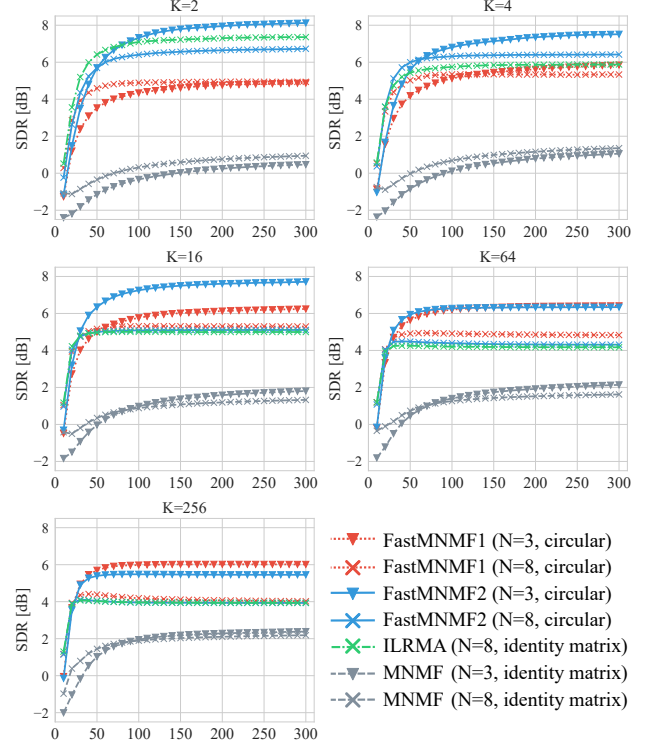 K=2
K=4
SDR [dB]
8
6
4
2
0
−2
0 50 100 150 200 250 300
SDR [dB]
8
6
4
2
0
−2
0 50 100 150 200 250 300
K=16
K=64
SDR [dB]
8
6
4
2
0
−2
0 50 100 150 200 250 300
SDR [dB]
8
6
4
2
0
−2
0 50 100 150 200 250 300
K=256
SDR [dB]
8
6
4
2
0
−2
0 50 100 150 200 250 300
FastMNMF1 (N=3, circular)
FastMNMF1 (N=8, circular)
FastMNMF2 (N=3, circular)
FastMNMF2 (N=8, circular)
ILRMA (N=8, identity matrix)
MNMF (N=3, identity matrix)
MNMF (N=8, identity matrix)